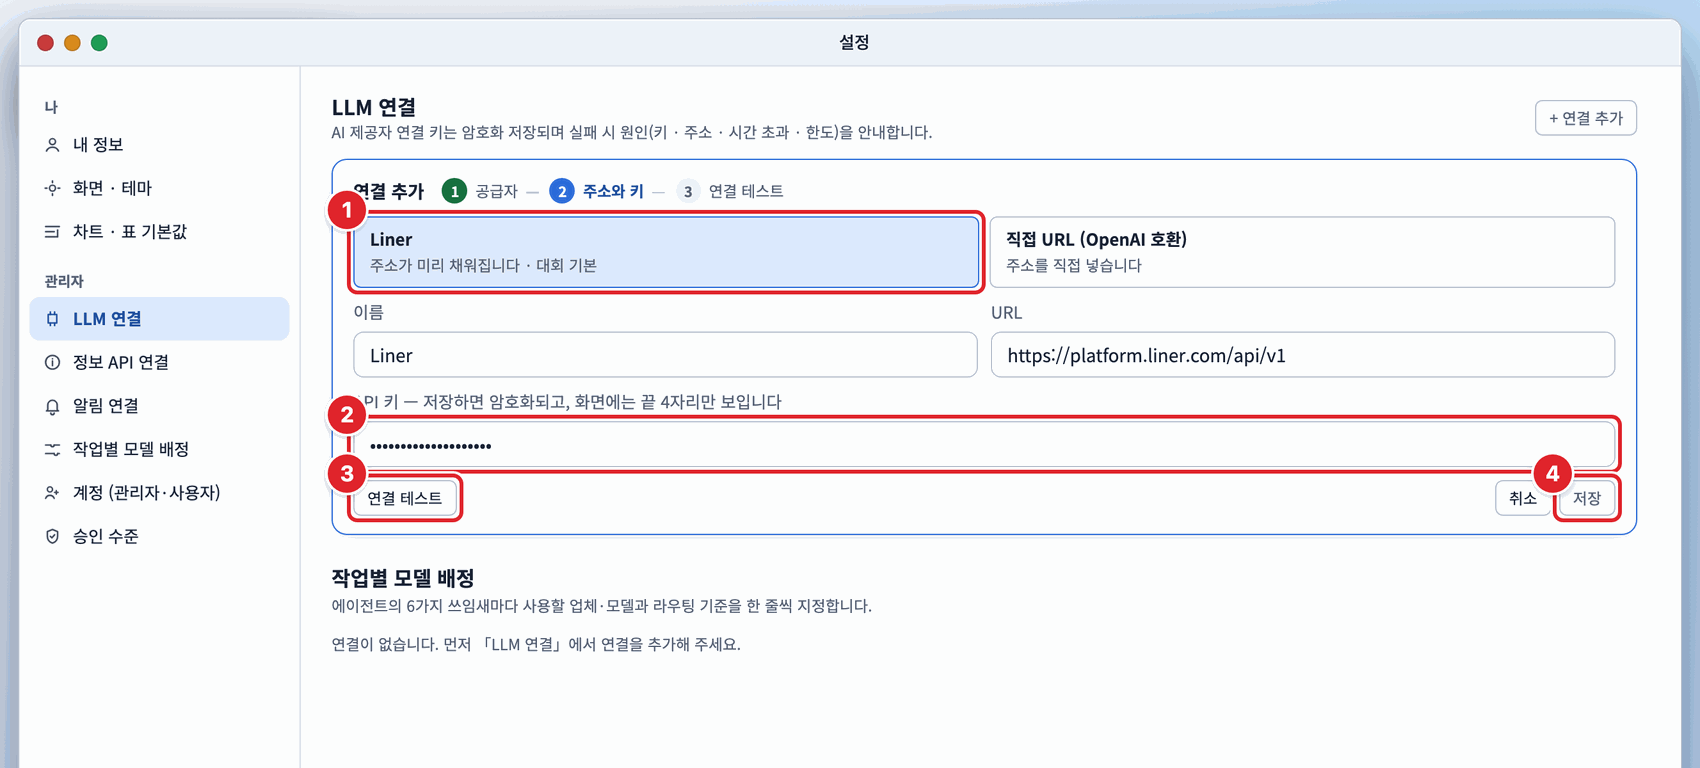 설정
나
내 정보
화면 · 테마
차트 · 표 기본값
관리자
LLM 연결
정보 API 연결
알림 연결
작업별 모델 배정
계정 (관리자·사용자)
승인 수준
LLM 연결
AI 제공자 연결 키는 암호화 저장되며 실패 시 원인(키 · 주소 · 시간 초과 · 한도)을 안내합니다.
+ 연결 추가
연결 추가 1 공급자 — 2 주소와 키 — 3 연결 테스트
1
Liner
주소가 미리 채워집니다 · 대회 기본
직접 URL (OpenAI 호환)
주소를 직접 넣습니다
이름
Liner
URL
https://platform.liner.com/api/v1
API 키 — 저장하면 암호화되고, 화면에는 끝 4자리만 보입니다
2
••••••••••••••••••••
3
연결 테스트
취소
4
저장
작업별 모델 배정
에이전트의 6가지 쓰임새마다 사용할 업체·모델과 라우팅 기준을 한 줄씩 지정합니다.
연결이 없습니다. 먼저 「LLM 연결」에서 연결을 추가해 주세요.